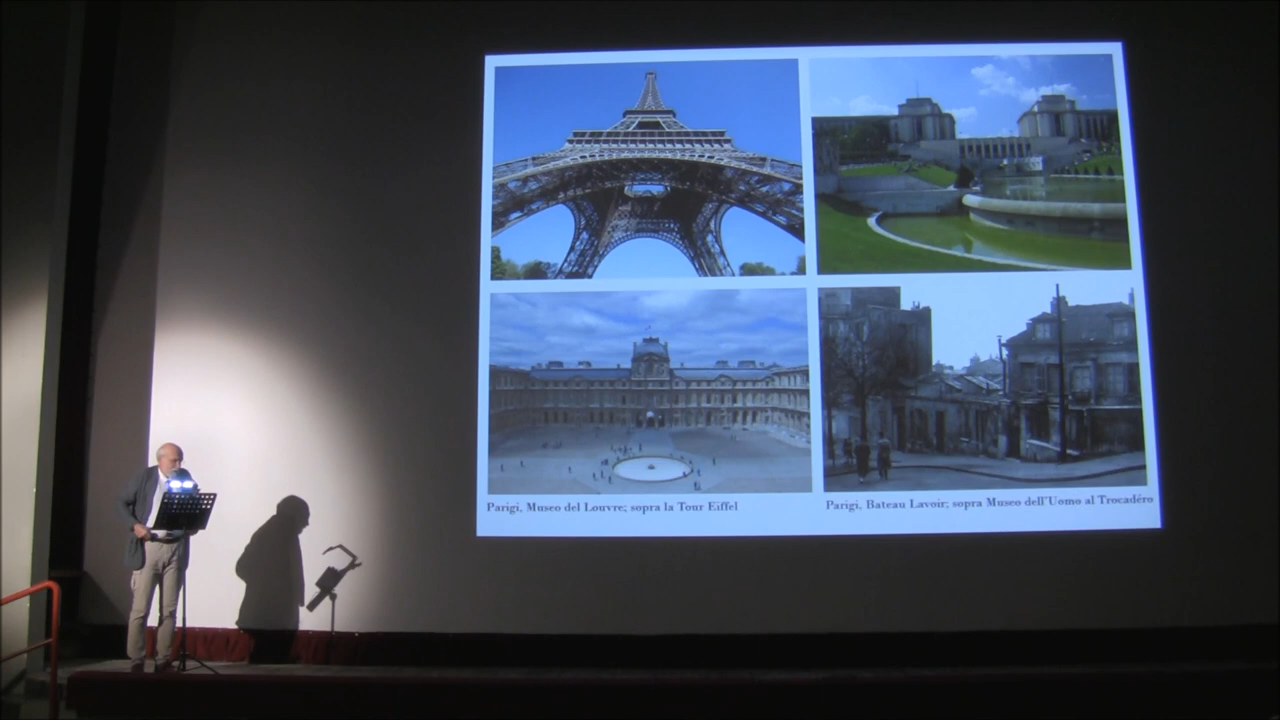 Parigi, Museo del Louvre; sopra la Tour Eiffel
Parigi, Bateau Lavoir; sopra Museo dell'Uomo al Trocadéro